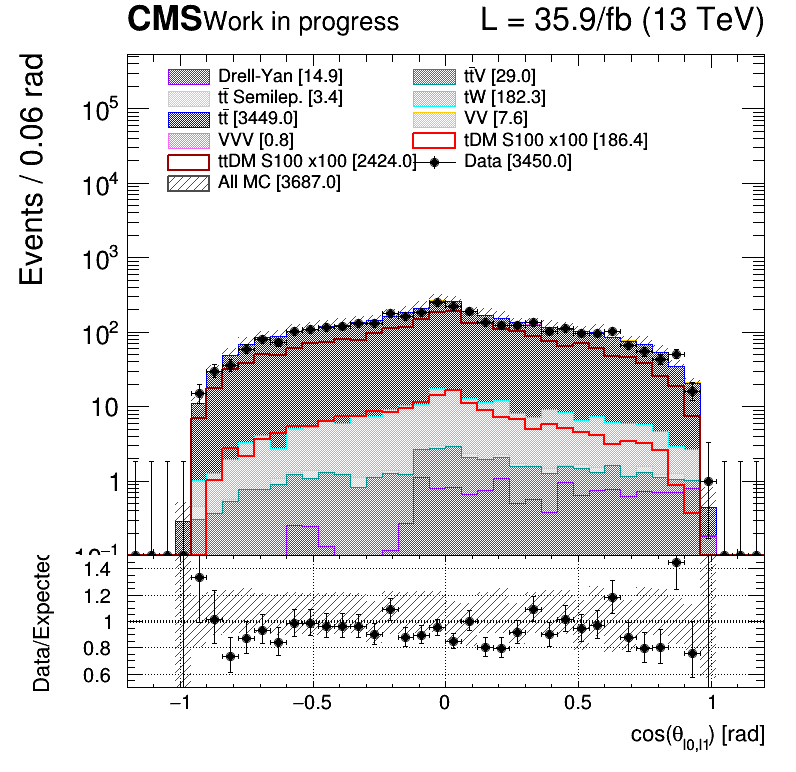 CMS Work in progress L = 35.9/fb (13 TeV)
Events / 0.06 rad
Drell-Yan [14.9] tt̄V [29.0]
tt̄ Semilep. [3.4] tW [182.3]
tt̄ [3449.0] VV [7.6]
VVV [0.8] tDM S100 x100 [186.4]
ttDM S100 x100 [2424.0] Data [3450.0]
All MC [3687.0]
10⁵
10⁴
10³
10²
10
1
10⁻¹
Data/Expected
1.4
1.2
1
0.8
0.6
−1 −0.5 0 0.5 1
cos(θ_l0,l1) [rad]